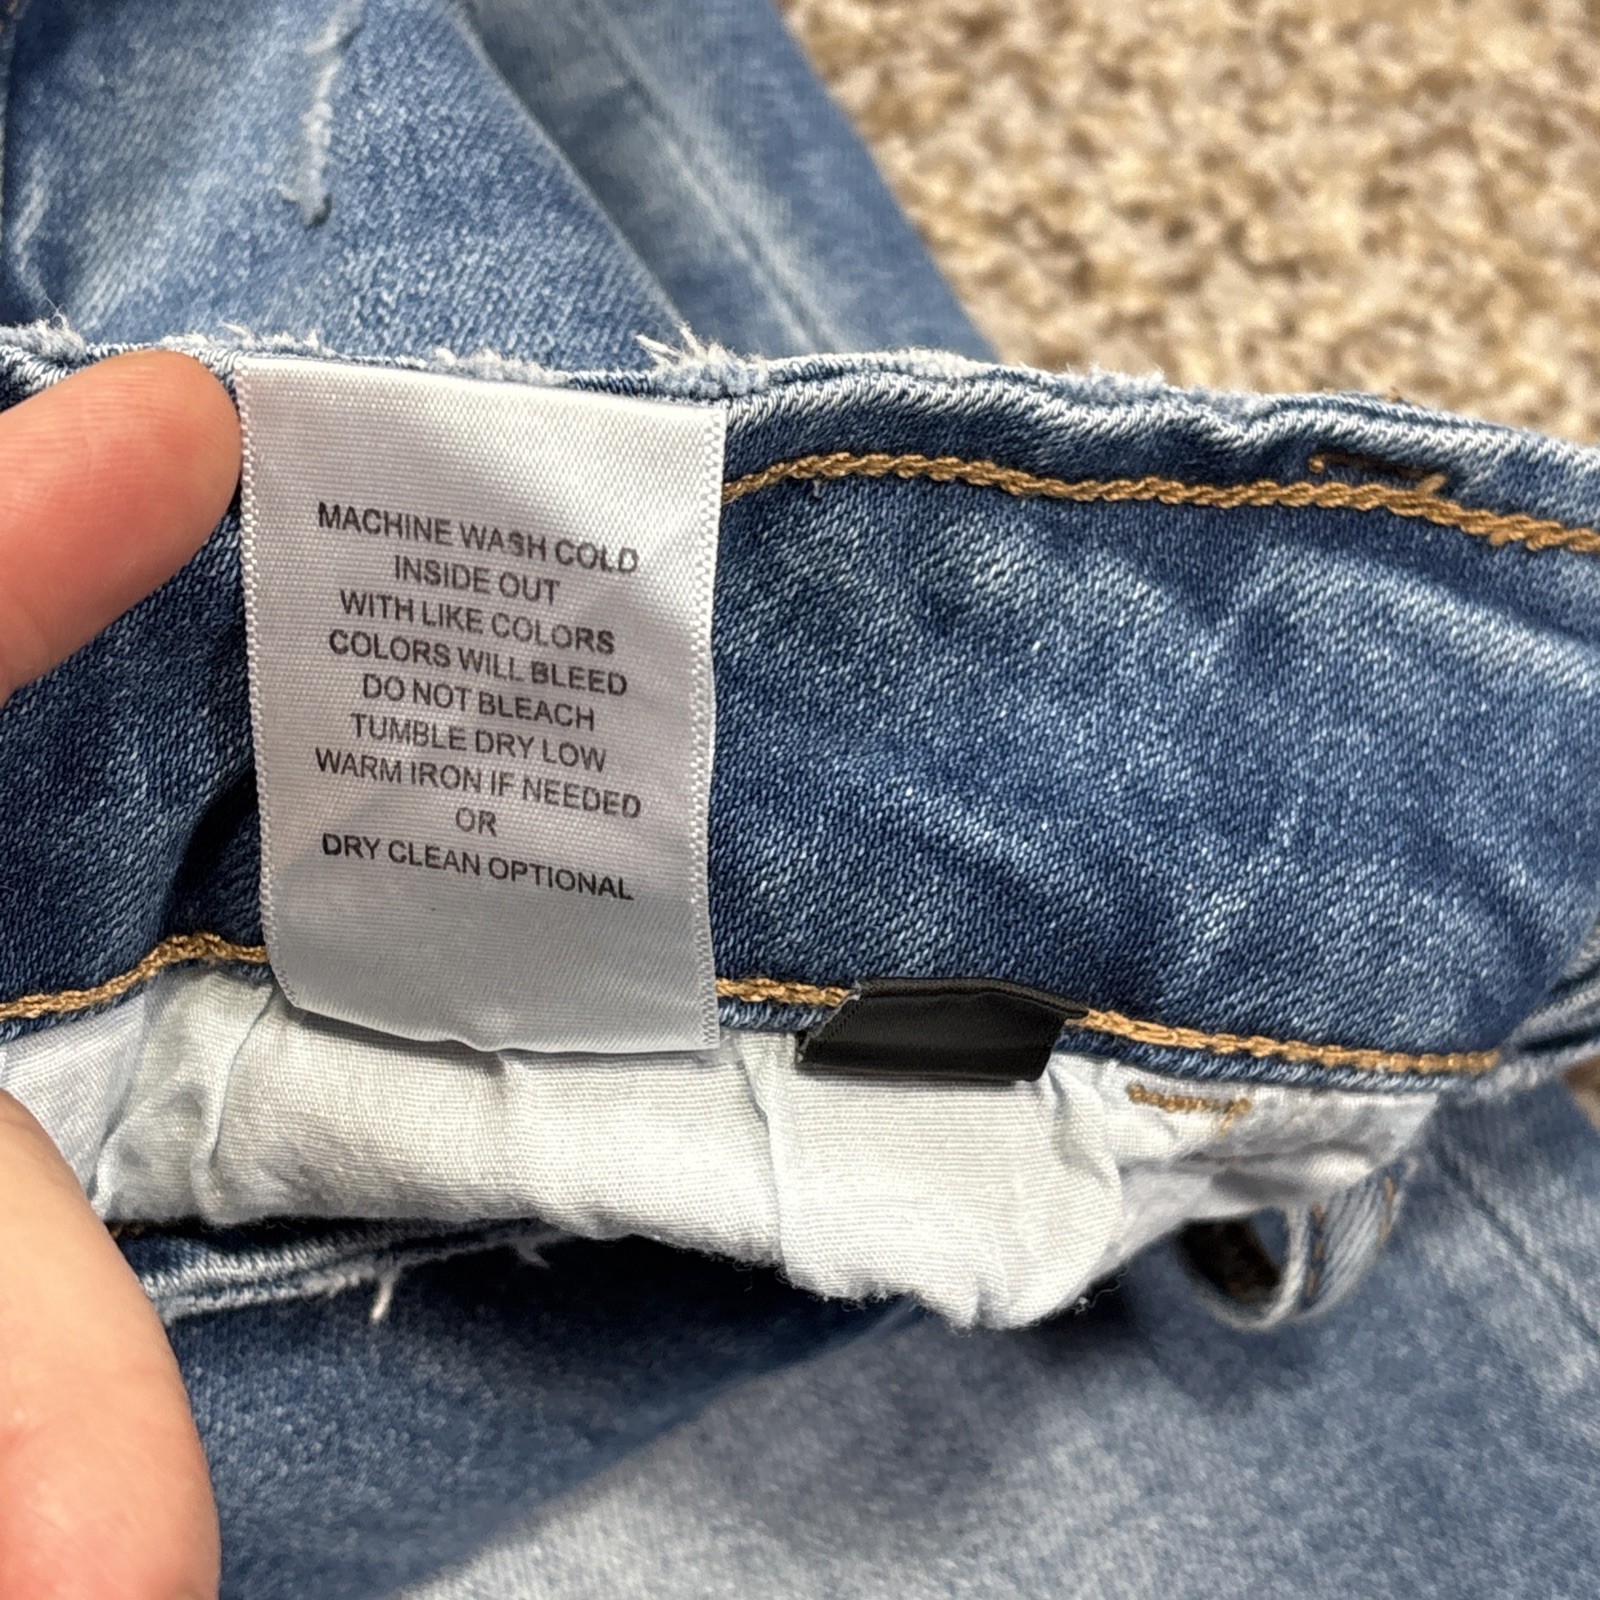 MACHINE WASH COLD
INSIDE OUT
WITH LIKE COLORS
COLORS WILL BLEED
DO NOT BLEACH
TUMBLE DRY LOW
WARM IRON IF NEEDED
OR
DRY CLEAN OPTIONAL